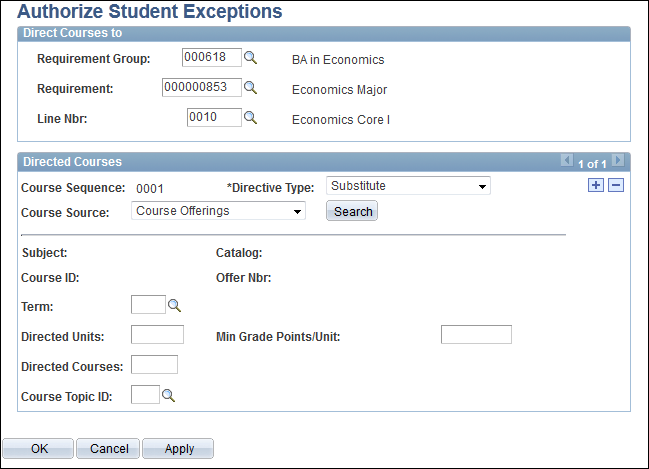 Authorize Student Exceptions
Direct Courses to
Requirement Group: 000618 BA in Economics
Requirement: 000000853 Economics Major
Line Nbr: 0010 Economics Core I
Directed Courses 1 of 1
Course Sequence: 0001 *Directive Type: Substitute
Course Source: Course Offerings Search
Subject: Catalog:
Course ID: Offer Nbr:
Term:
Directed Units: Min Grade Points/Unit:
Directed Courses:
Course Topic ID:
OK Cancel Apply